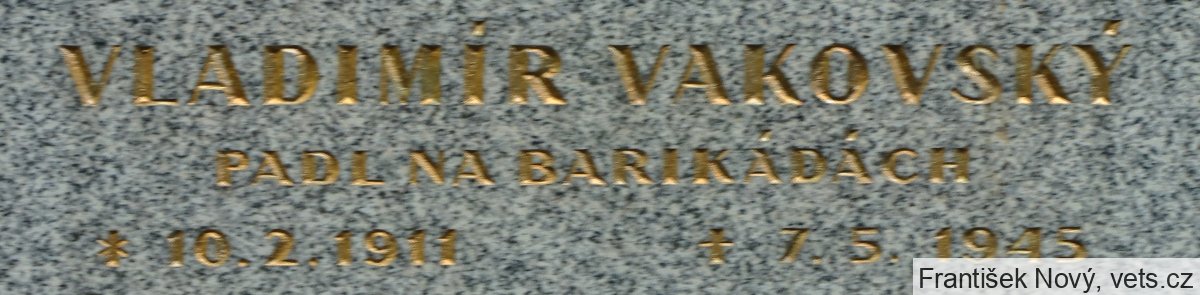 VLADIMÍR VAKOVSKÝ
PADL NA BARIKÁDÁCH
* 10.2.1911 ✝ 7.5.1945
František Nový, vets.cz